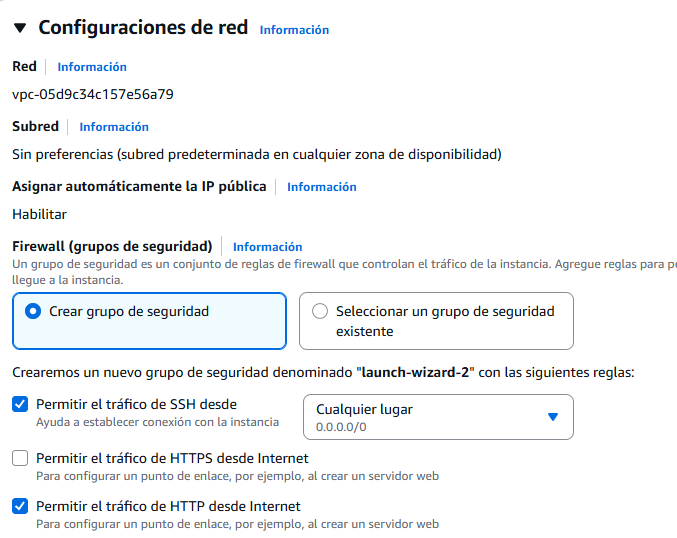 Configuraciones de red Información
Red Información
vpc-05d9c34c157e56a79
Subred Información
Sin preferencias (subred predeterminada en cualquier zona de disponibilidad)
Asignar automáticamente la IP pública Información
Habilitar
Firewall (grupos de seguridad) Información
Un grupo de seguridad es un conjunto de reglas de firewall que controlan el tráfico de la instancia. Agregue reglas para
llegue a la instancia.
Crear grupo de seguridad
Seleccionar un grupo de seguridad
existente
Crearemos un nuevo grupo de seguridad denominado "launch-wizard-2" con las siguientes reglas:
Permitir el tráfico de SSH desde
Ayuda a establecer conexión con la instancia
Cualquier lugar
0.0.0.0/0
Permitir el tráfico de HTTPS desde Internet
Para configurar un punto de enlace, por ejemplo, al crear un servidor web
Permitir el tráfico de HTTP desde Internet
Para configurar un punto de enlace, por ejemplo, al crear un servidor web